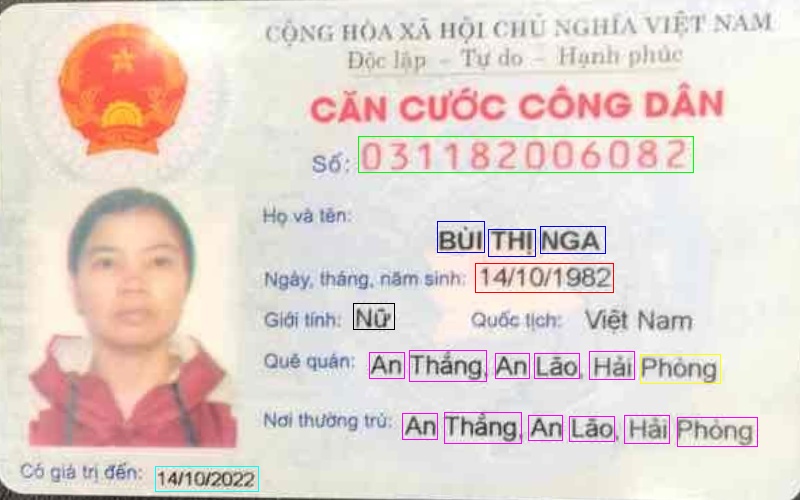 CỘNG HÒA XÃ HỘI CHỦ NGHĨA VIỆT NAM
Độc lập - Tự do - Hạnh phúc
CĂN CƯỚC CÔNG DÂN
Số: 031182006082
Họ và tên:
BÙI THỊ NGA
Ngày, tháng, năm sinh: 14/10/1982
Giới tính: Nữ Quốc tịch: Việt Nam
Quê quán: An Thắng, An Lão, Hải Phòng
Nơi thường trú: An Thắng, An Lão, Hải Phòng
Có giá trị đến: 14/10/2022